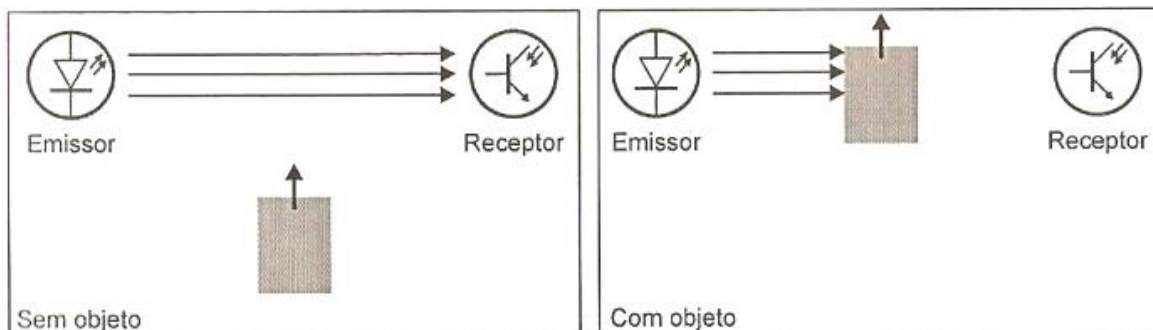 Emissor
Receptor
Sem objeto
Emissor
Receptor
Com objeto